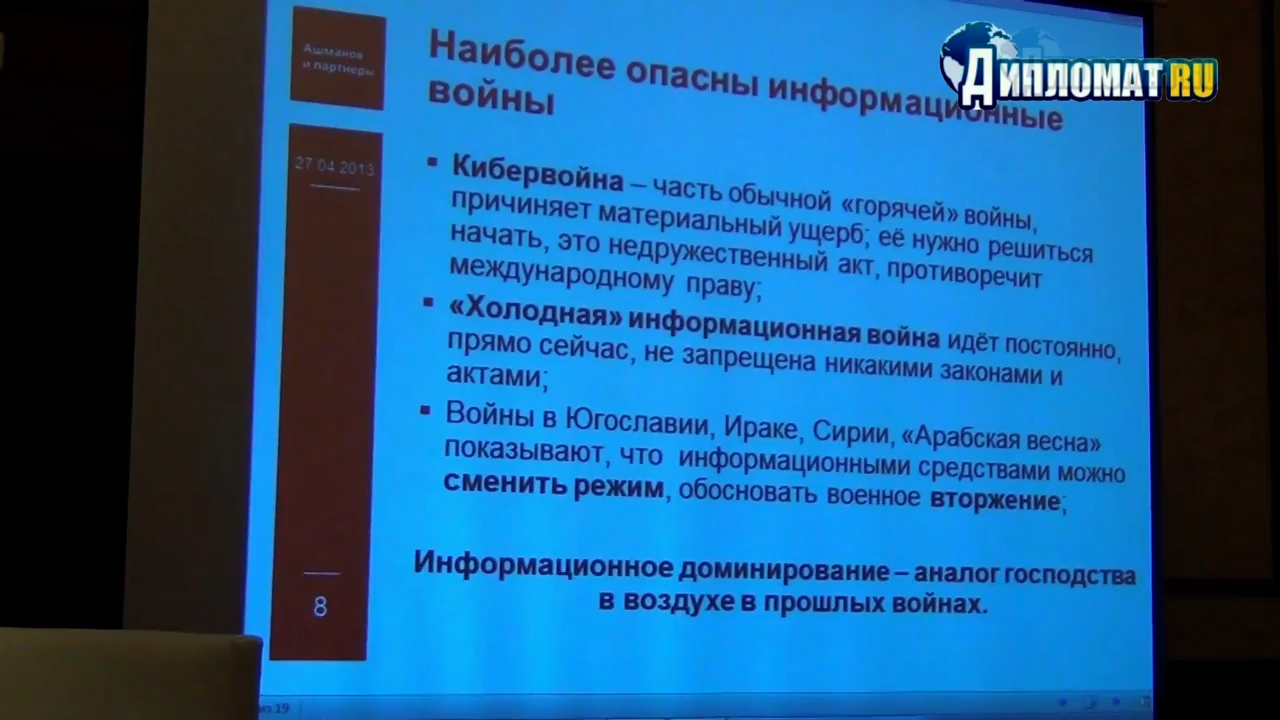 Ашманов
и партнеры
ДИПЛОМАТ RU
Наиболее опасны информационные
войны
27 04 2013
▪ Кибервойна – часть обычной «горячей» войны,
причиняет материальный ущерб; её нужно решиться
начать, это недружественный акт, противоречит
международному праву;
▪ «Холодная» информационная война идёт постоянно,
прямо сейчас, не запрещена никакими законами и
актами;
▪ Войны в Югославии, Ираке, Сирии, «Арабская весна»
показывают, что информационными средствами можно
сменить режим, обосновать военное вторжение;
Информационное доминирование – аналог господства
в воздухе в прошлых войнах.
8
из 19